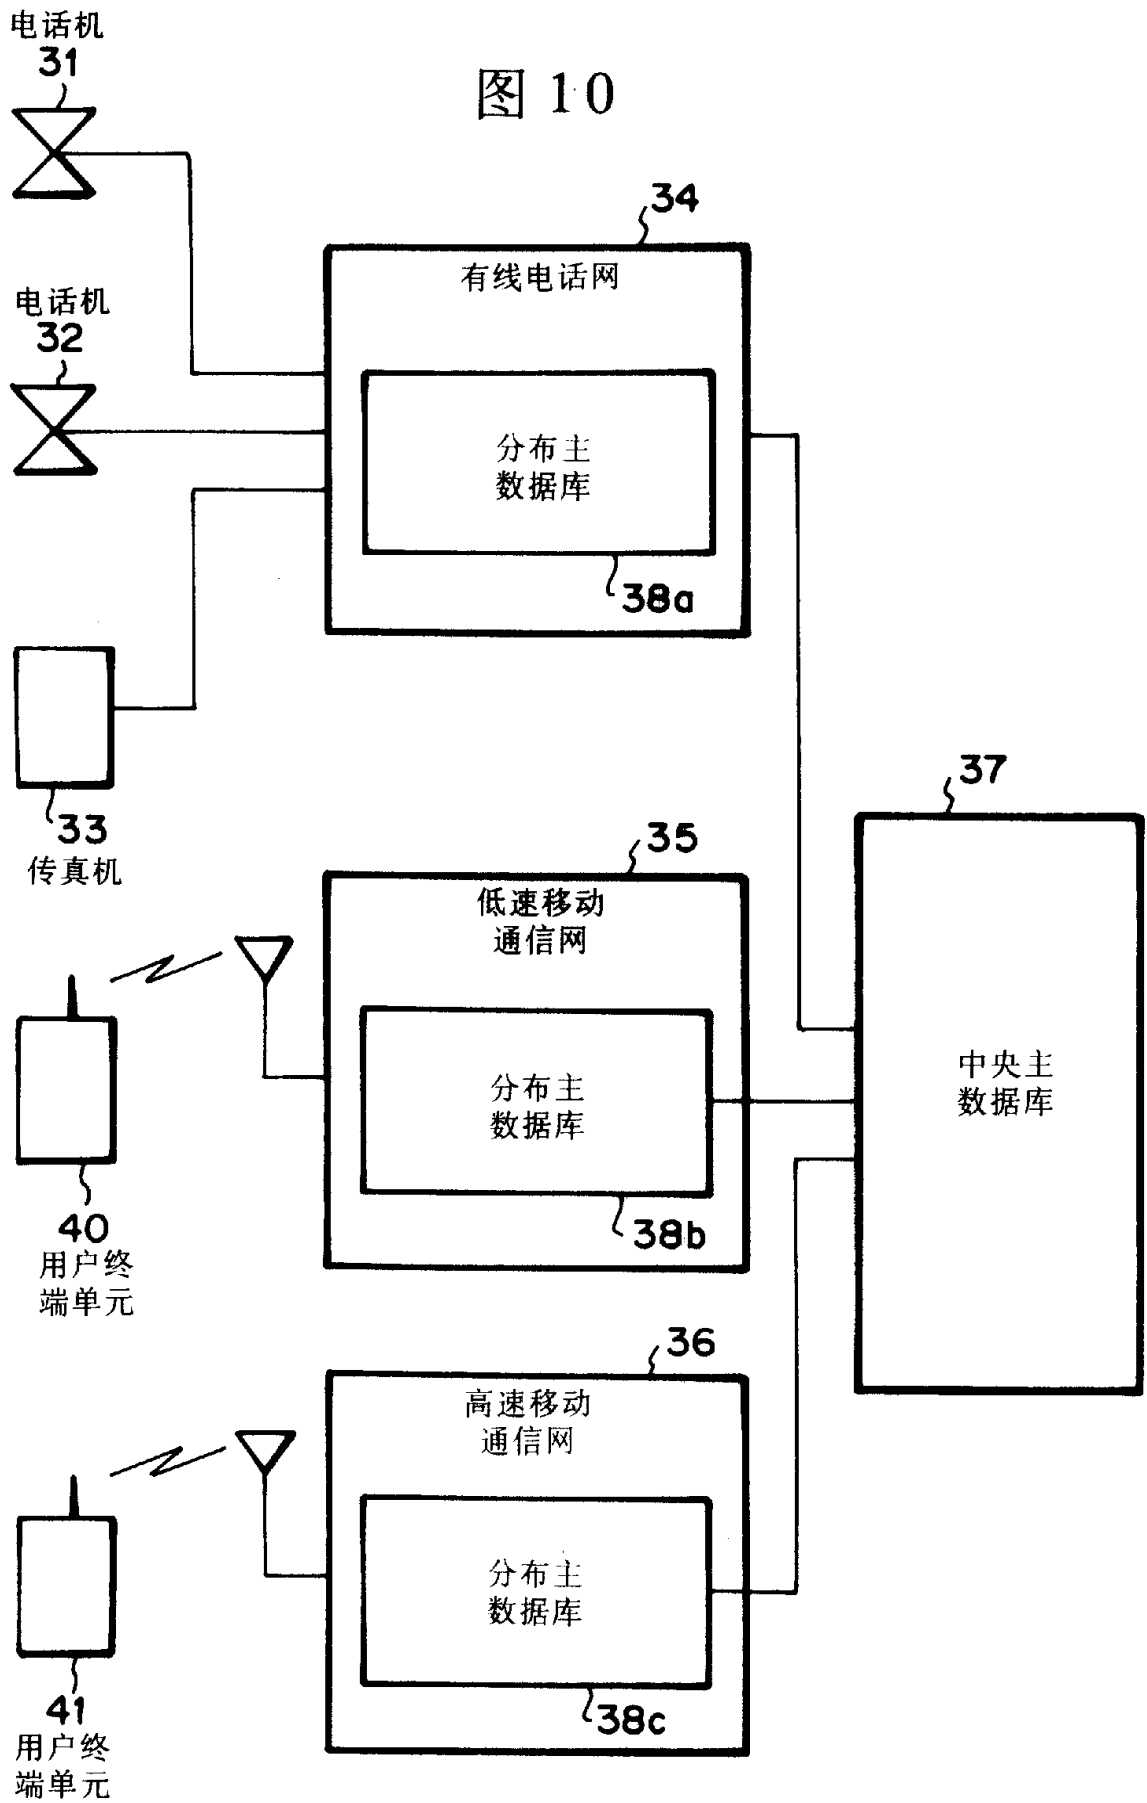 电话机
31
图10
34
有线电话网
电话机
32
分布主
数据库
38a
33
传真机
37
35
低速移动
通信网
中央主
数据库
分布主
数据库
38b
40
用户终
端单元
36
高速移动
通信网
分布主
数据库
38c
41
用户终
端单元